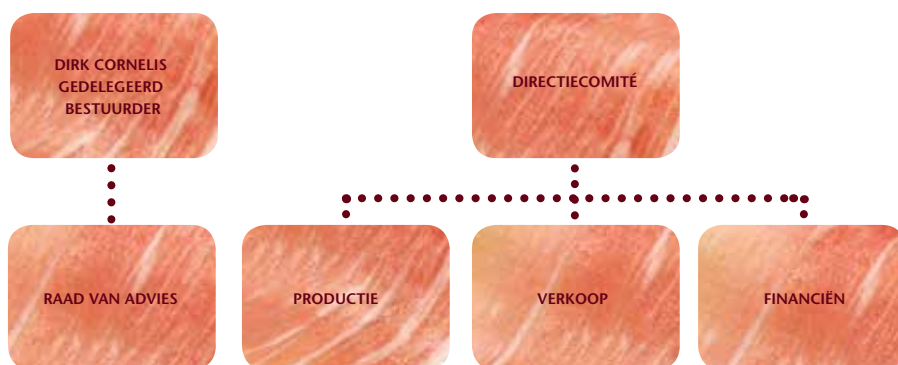 DIRK CORNELIS
GEDELEGEERD
BESTUURDER
DIRECTIECOMITÉ
RAAD VAN ADVIES
PRODUCTIE
VERKOOP
FINANCIËN